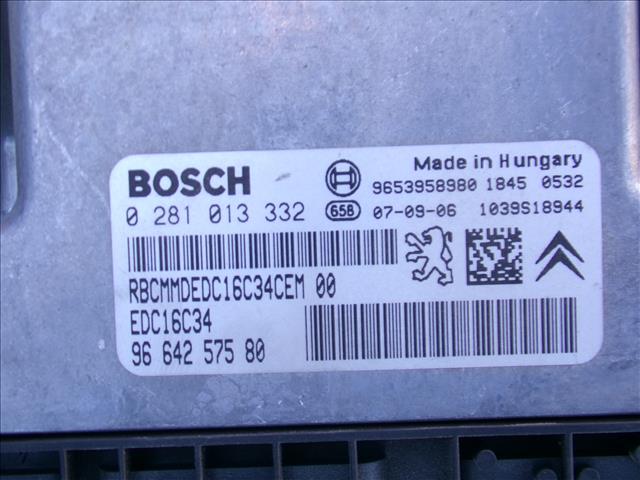 BOSCH
Made in Hungary
9653958980 1845 0532
0 281 013 332 658 07-09-06 1039S18944
RBCMMDEDC16C34CEM 00
EDC16C34
96 642 575 80